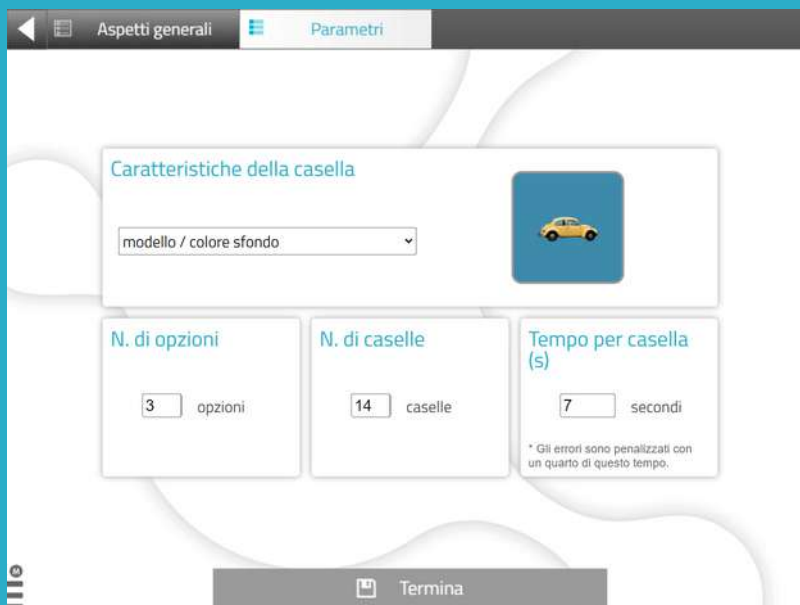 Aspetti generali
Parametri
Caratteristiche della casella
modello / colore sfondo
N. di opzioni
3 opzioni
N. di caselle
14 caselle
Tempo per casella
(s)
7 secondi
* Gli errori sono penalizzati con
un quarto di questo tempo.
M
Termina